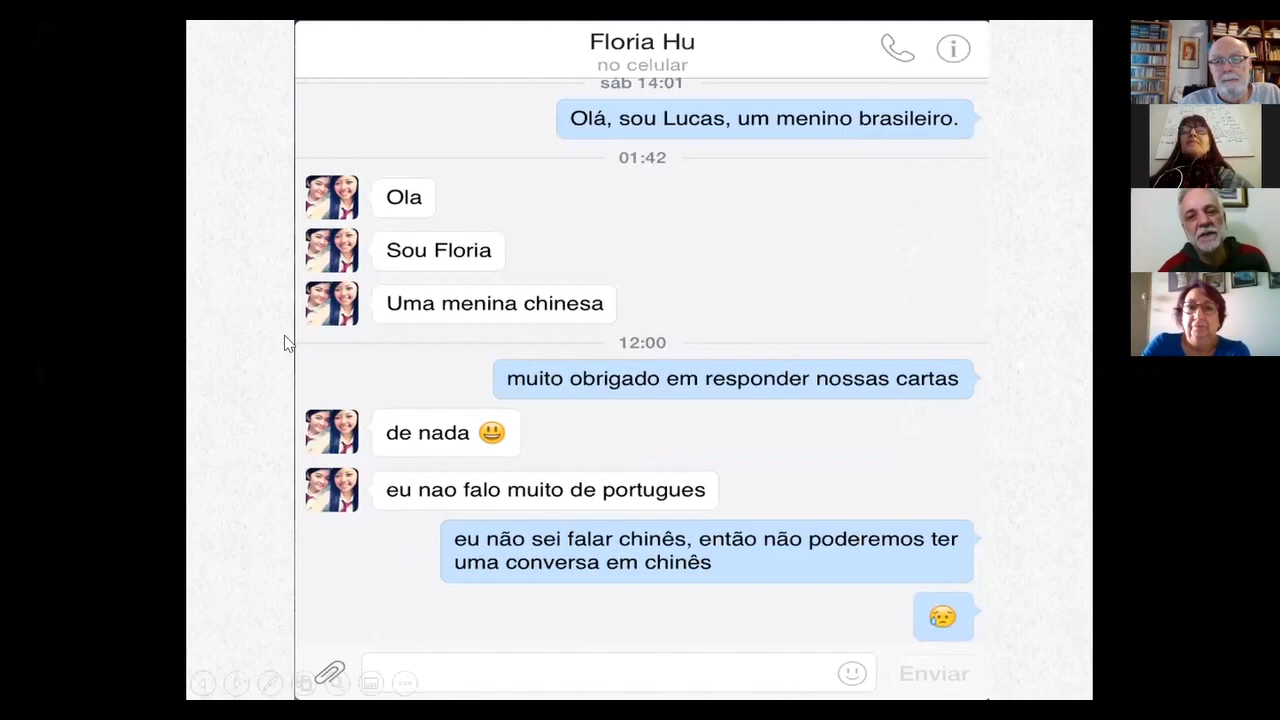 Floria Hu
no celular
sáb 14:01
Olá, sou Lucas, um menino brasileiro.
01:42
Ola
Sou Floria
Uma menina chinesa
12:00
muito obrigado em responder nossas cartas
de nada 😃
eu nao falo muito de portugues
eu não sei falar chinês, então não poderemos ter
uma conversa em chinês
😥
Enviar